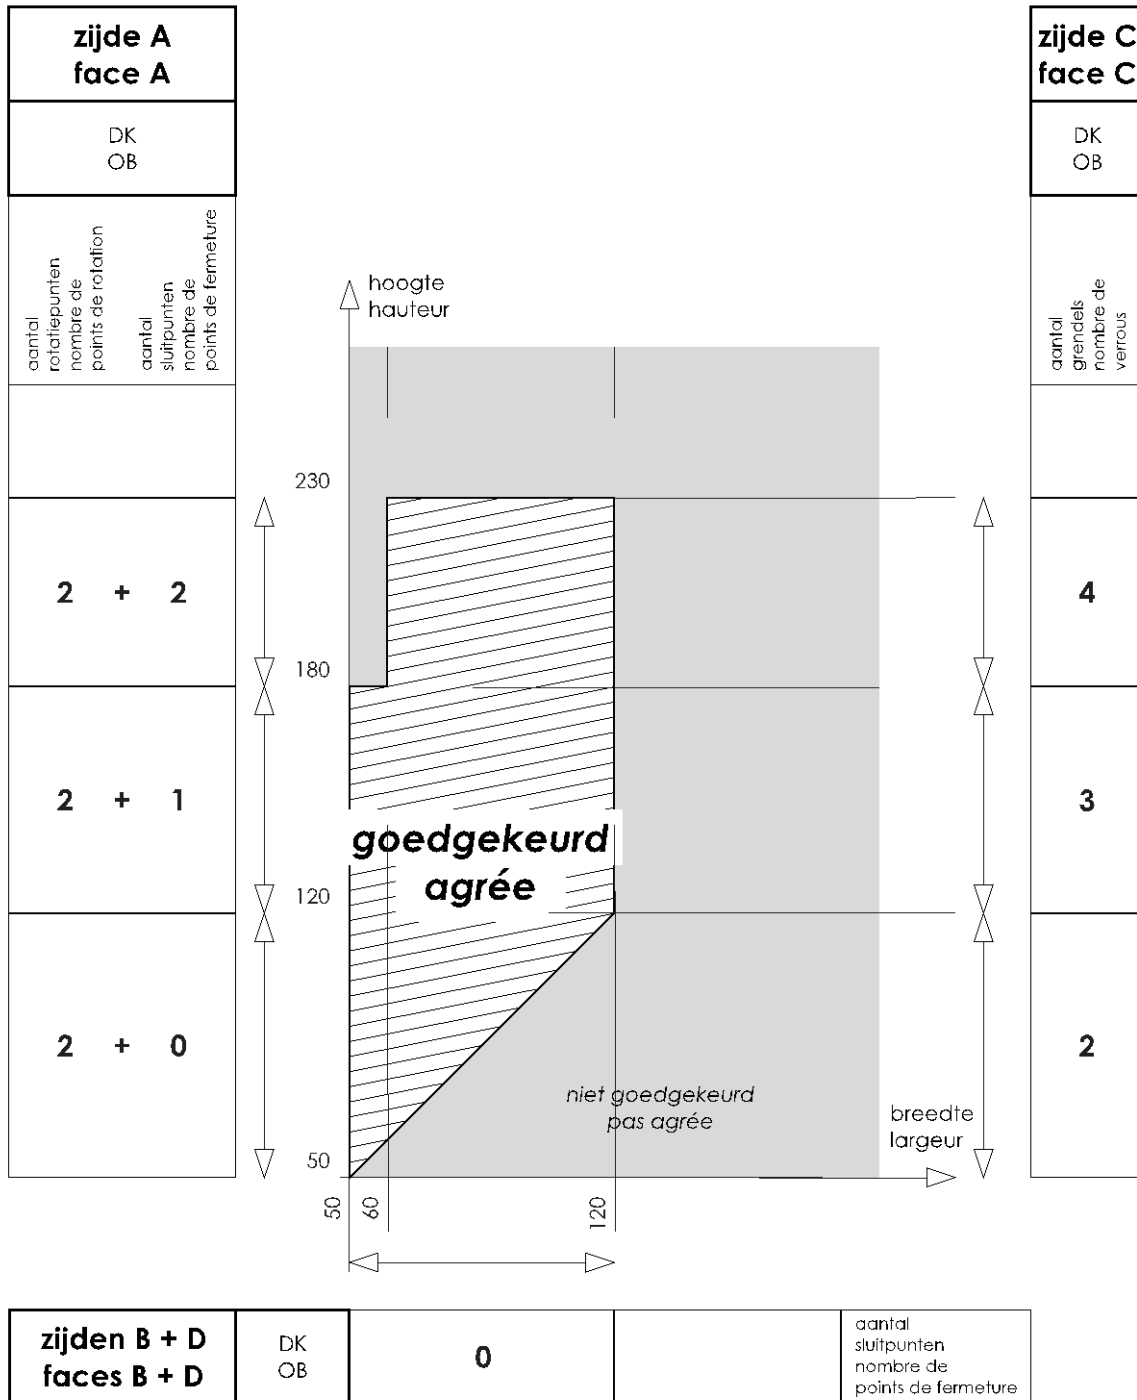 zijde A
face A
DK
OB
aantal
rotatiepunten
nombre de
points de rotation
aantal
sluitpunten
nombre de
points de fermeture
2 + 2
2 + 1
2 + 0
hoogte
hauteur
230
180
120
50
goedgekeurd
agrée
niet goedgekeurd
pas agrée
breedte
largeur
50
60
120
zijde C
face C
DK
OB
aantal
grendels
nombre de
verrous
4
3
2
zijden B + D
faces B + D
DK
OB
0
aantal
sluitpunten
nombre de
points de fermeture